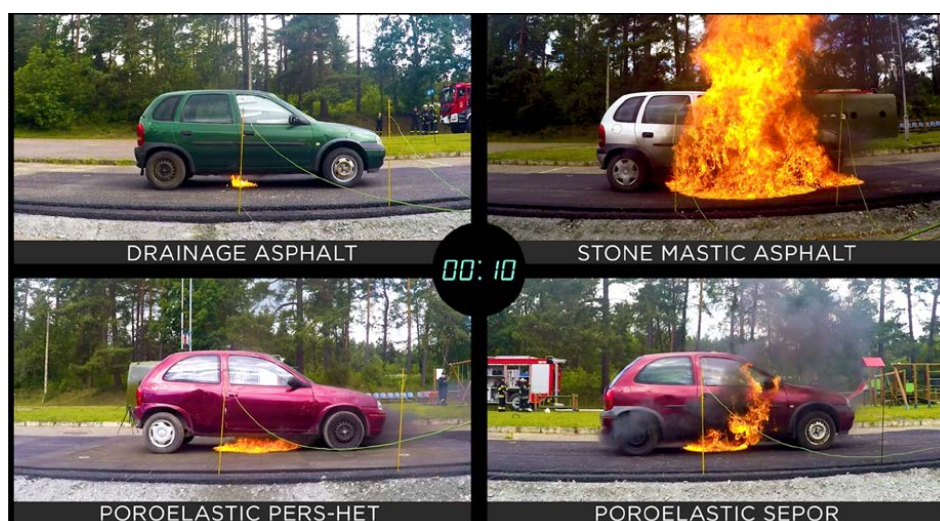 DRAINAGE ASPHALT
STONE MASTIC ASPHALT
00:10
POROELASTIC PERS-HET
POROELASTIC SEPOR